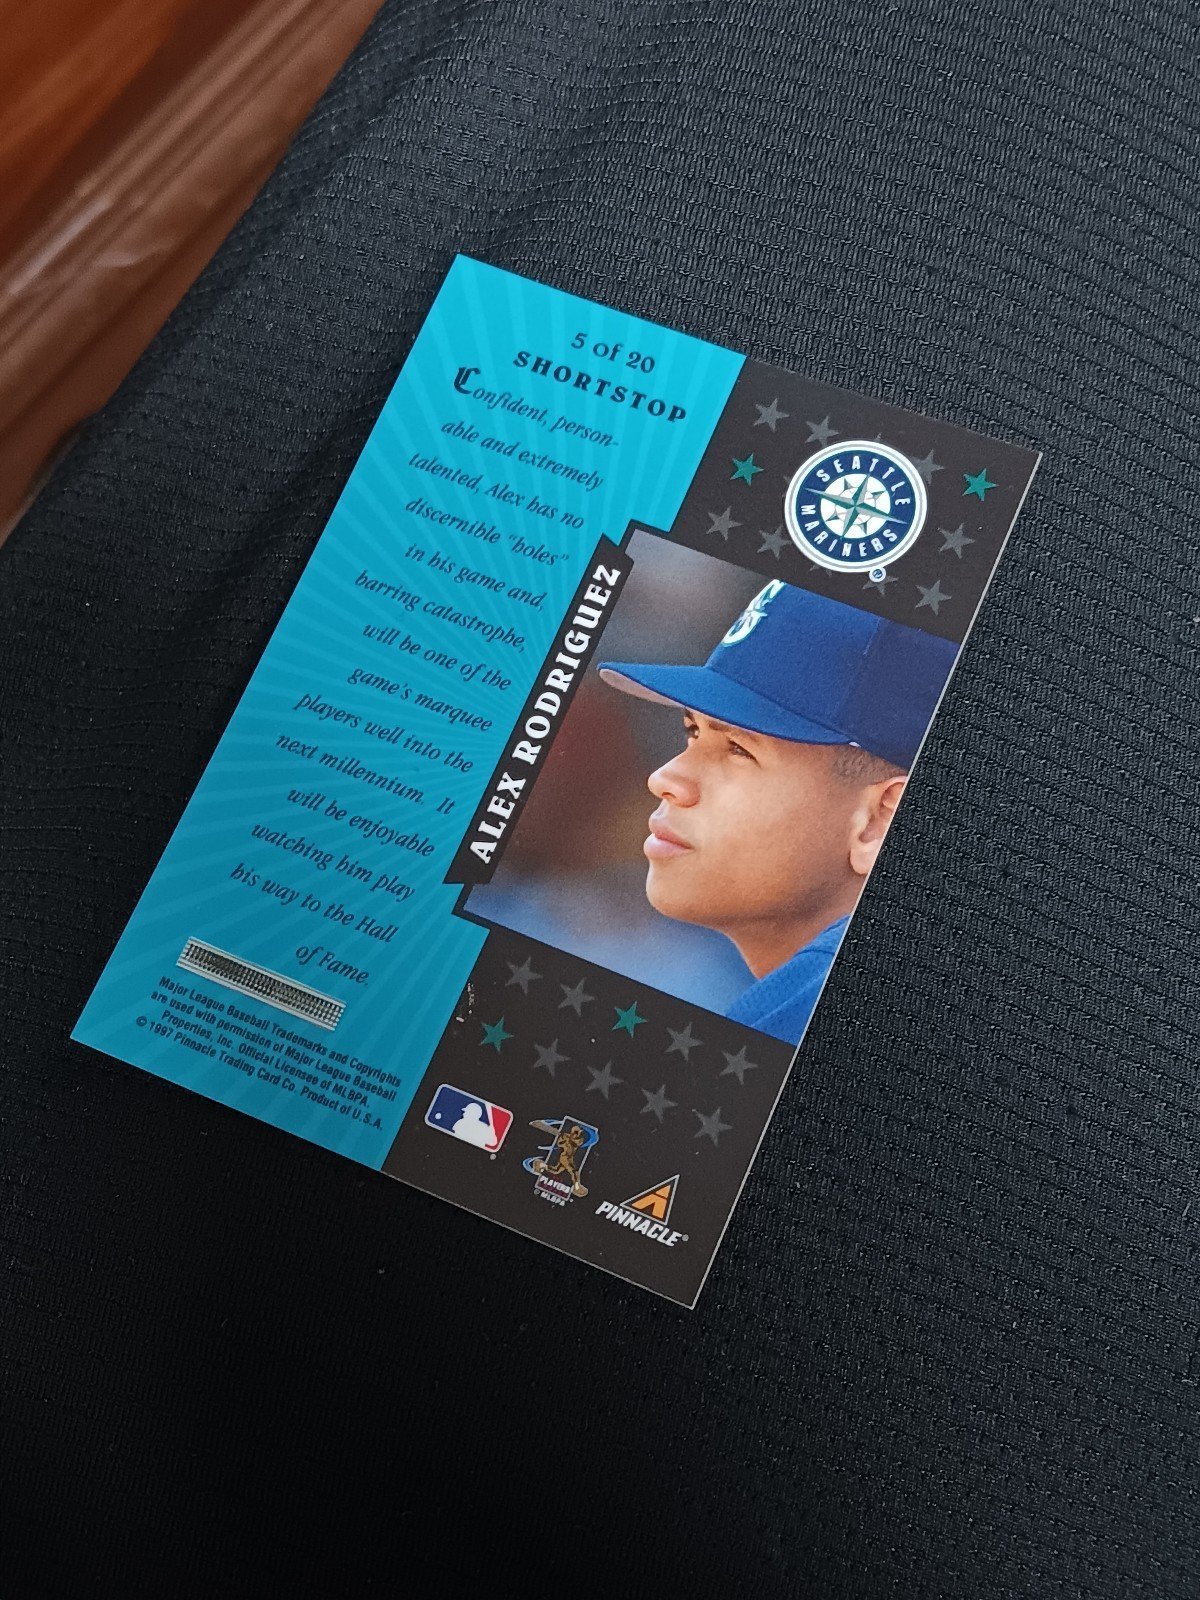 5 of 20
SHORTSTOP
Confident, person-
able and extremely
talented, Alex has no
discernible "holes"
in his game and,
barring catastrophe,
will be one of the
game's marquee
players well into the
next millennium. It
will be enjoyable
watching him play
his way to the Hall
of Fame.
Major League Baseball Trademarks and Copyrights
are used with permission of Major League Baseball
Properties, Inc. Official Licensee of MLBPA.
© 1997 Pinnacle Trading Card Co. Product of U.S.A.
ALEX RODRIGUEZ
SEATTLE
MARINERS
PLAYERS
© MLBPA
PINNACLE®